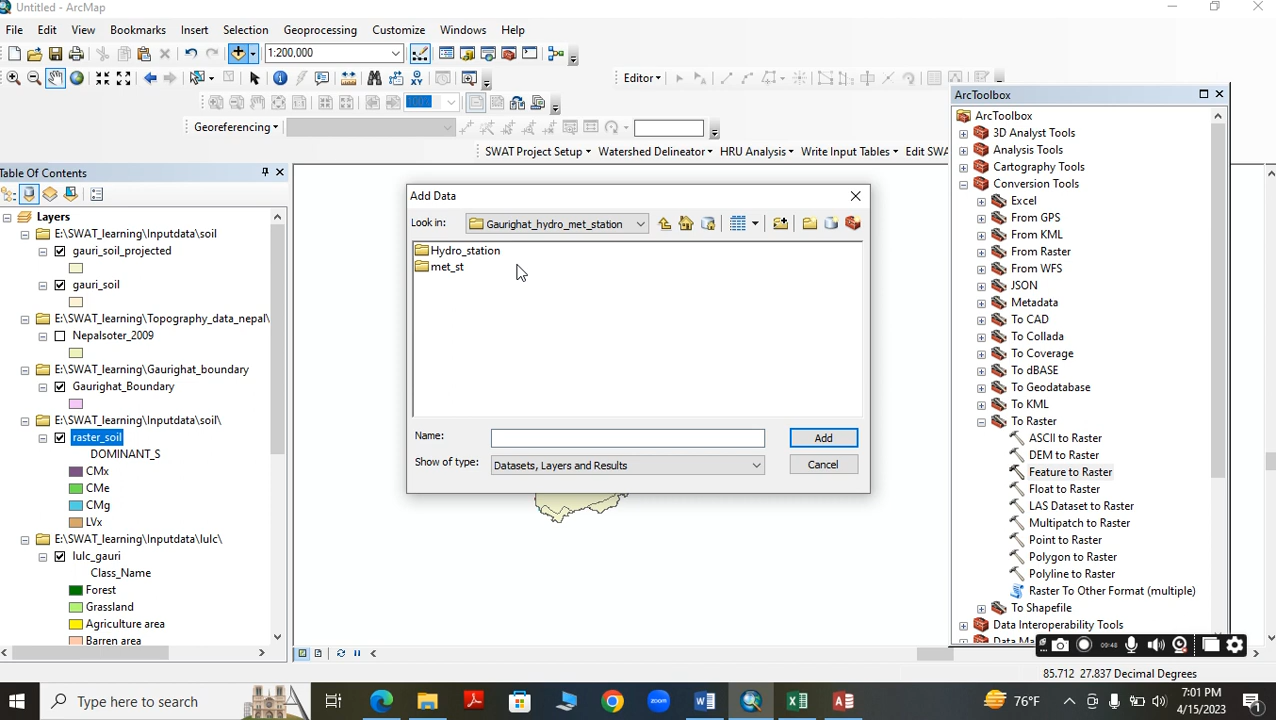 Untitled - ArcMap
File Edit View Bookmarks Insert Selection Geoprocessing Customize Windows Help
1:200,000
Editor
100%
Georeferencing
SWAT Project Setup Watershed Delineator HRU Analysis Write Input Tables Edit SWA
Table Of Contents
Layers
E:\SWAT_learning\Inputdata\soil
gauri_soil_projected
gauri_soil
E:\SWAT_learning\Topography_data_nepal\
Nepalsoter_2009
E:\SWAT_learning\Gaurighat_boundary
Gaurighat_Boundary
E:\SWAT_learning\Inputdata\soil\
raster_soil
DOMINANT_S
CMx
CMe
CMg
LVx
E:\SWAT_learning\Inputdata\lulc\
lulc_gauri
Class_Name
Forest
Grassland
Agriculture area
Barren area
Add Data
Look in: Gaurighat_hydro_met_station
Hydro_station
met_st
Name:
Add
Show of type: Datasets, Layers and Results
Cancel
ArcToolbox
ArcToolbox
3D Analyst Tools
Analysis Tools
Cartography Tools
Conversion Tools
Excel
From GPS
From KML
From Raster
From WFS
JSON
Metadata
To CAD
To Collada
To Coverage
To dBASE
To Geodatabase
To KML
To Raster
ASCII to Raster
DEM to Raster
Feature to Raster
Float to Raster
LAS Dataset to Raster
Multipatch to Raster
Point to Raster
Polygon to Raster
Polyline to Raster
Raster To Other Format (multiple)
To Shapefile
Data Interoperability Tools
09:48
85.712 27.837 Decimal Degrees
Type here to search
76°F
7:01 PM
4/15/2023